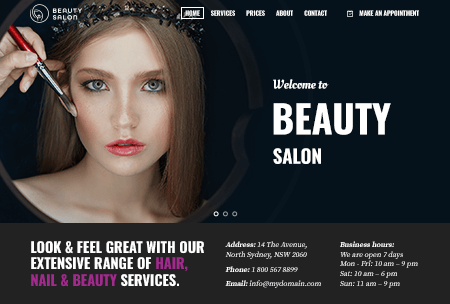 BEAUTY
SALON
HOME SERVICES PRICES ABOUT CONTACT MAKE AN APPOINTMENT
Welcome to
BEAUTY
SALON
LOOK & FEEL GREAT WITH OUR
EXTENSIVE RANGE OF HAIR,
NAIL & BEAUTY SERVICES.
Address: 14 The Avenue,
North Sydney, NSW 2060
Phone: 1 800 567 8899
Email: info@mydomain.com
Business hours:
We are open 7 days
Mon - Fri: 10 am – 9 pm
Sat: 10 am – 6 pm
Sun: 11 am – 9 pm